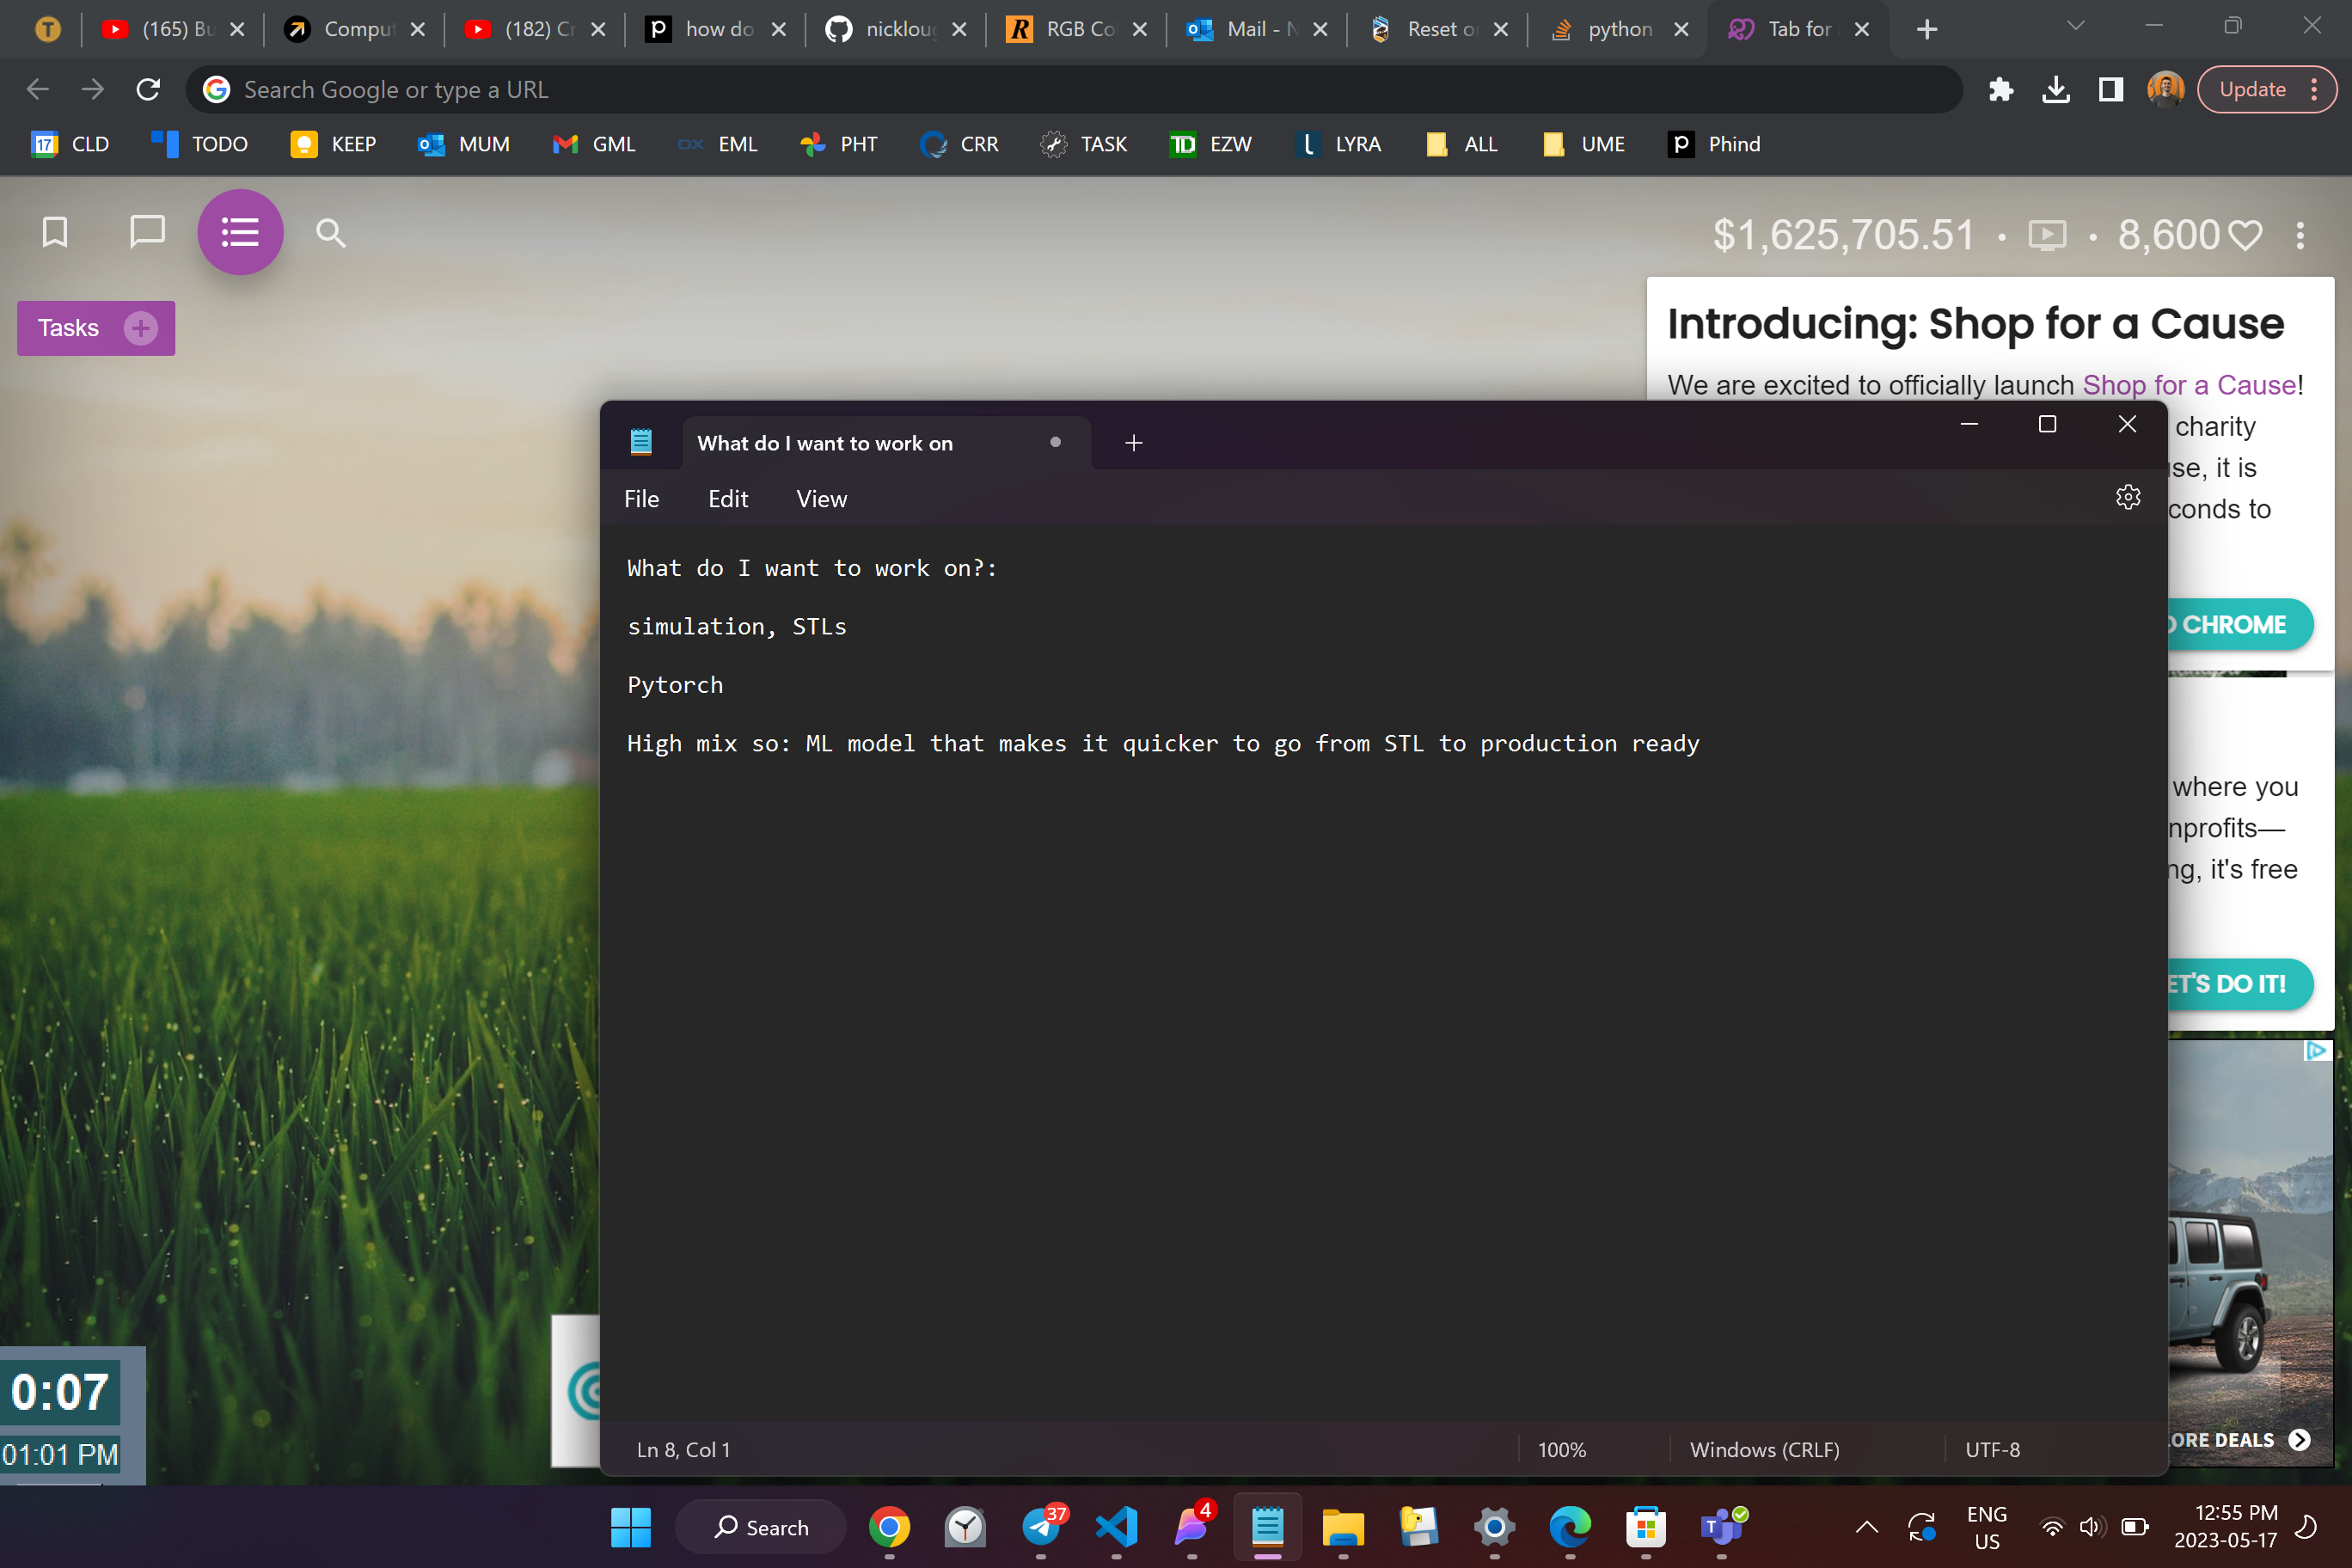 (165) Bu
Comput
(182) Cr
how do
nicklou
RGB Co
Mail - N
Reset o
python
Tab for
Search Google or type a URL
Update
CLD
TODO
KEEP
MUM
GML
EML
PHT
CRR
TASK
EZW
LYRA
ALL
UME
Phind
$1,625,705.51 • • 8,600
Tasks
Introducing: Shop for a Cause
We are excited to officially launch Shop for a Cause!
charity
se, it is
conds to
CHROME
where you
nprofits—
ng, it's free
ET'S DO IT!
ORE DEALS
What do I want to work on
File Edit View
What do I want to work on?:
simulation, STLs
Pytorch
High mix so: ML model that makes it quicker to go from STL to production ready
Ln 8, Col 1
100%
Windows (CRLF)
UTF-8
0:07
01:01 PM
Search
37
4
ENG
US
12:55 PM
2023-05-17